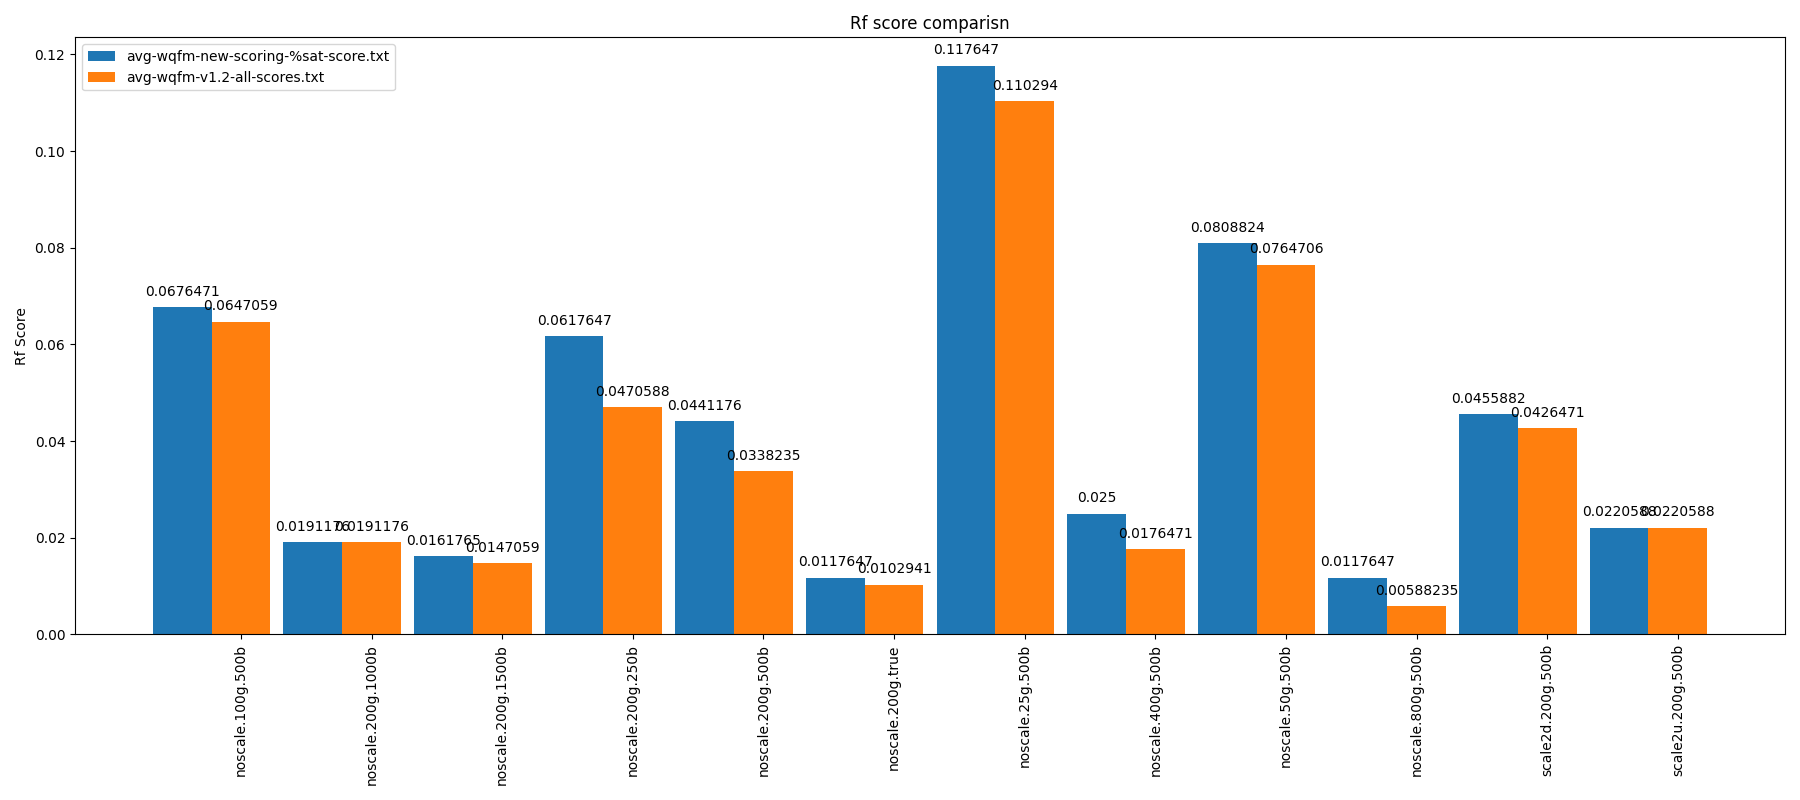 Rf score comparisn
avg-wqfm-new-scoring-%sat-score.txt
avg-wqfm-v1.2-all-scores.txt
Rf Score
0.12
0.10
0.08
0.06
0.04
0.02
0.00
0.0676471
0.0647059
0.0191176
0.0191176
0.0161765
0.0147059
0.0617647
0.0470588
0.0441176
0.0338235
0.0117647
0.0102941
0.117647
0.110294
0.025
0.0176471
0.0808824
0.0764706
0.0117647
0.00588235
0.0455882
0.0426471
0.0220588
0.0220588
noscale.100g.500b
noscale.200g.1000b
noscale.200g.1500b
noscale.200g.250b
noscale.200g.500b
noscale.200g.true
noscale.25g.500b
noscale.400g.500b
noscale.50g.500b
noscale.800g.500b
scale2d.200g.500b
scale2u.200g.500b